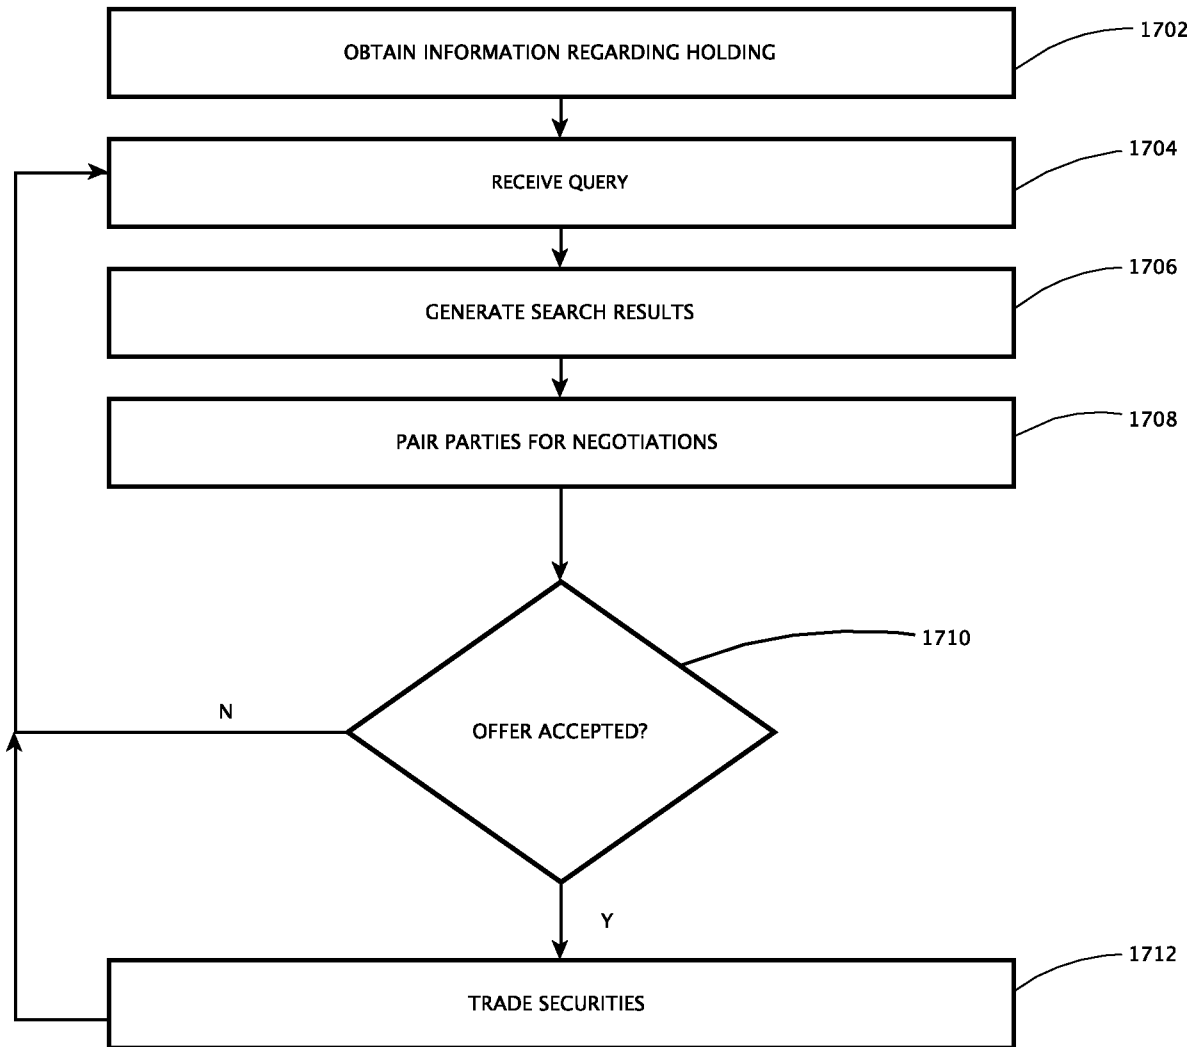 OBTAIN INFORMATION REGARDING HOLDING
1702
RECEIVE QUERY
1704
GENERATE SEARCH RESULTS
1706
PAIR PARTIES FOR NEGOTIATIONS
1708
OFFER ACCEPTED?
1710
N
Y
TRADE SECURITIES
1712